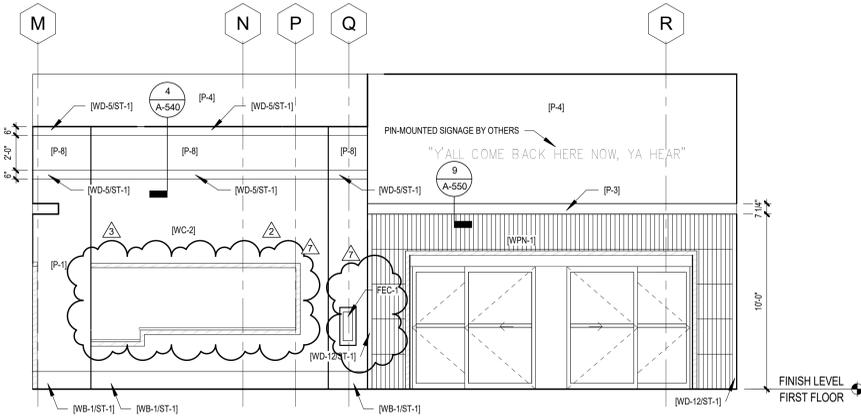 M
N
P
Q
R
4
A-540
[WD-5/ST-1]
[P-4]
[WD-5/ST-1]
[P-4]
6"
PIN-MOUNTED SIGNAGE BY OTHERS
2'-0"
[P-8]
[P-8]
[P-8]
"Y'ALL COME BACK HERE NOW, YA HEAR"
6"
9
A-550
[WD-5/ST-1]
[WD-5/ST-1]
[WD-5/ST-1]
[P-3]
7 1/4"
3
[WC-2]
2
7
7
[WPN-1]
[P-1]
FEC-1
10'-0"
[WD-12/ST-1]
FINISH LEVEL
FIRST FLOOR
[WB-1/ST-1]
[WB-1/ST-1]
[WB-1/ST-1]
[WD-12/ST-1]